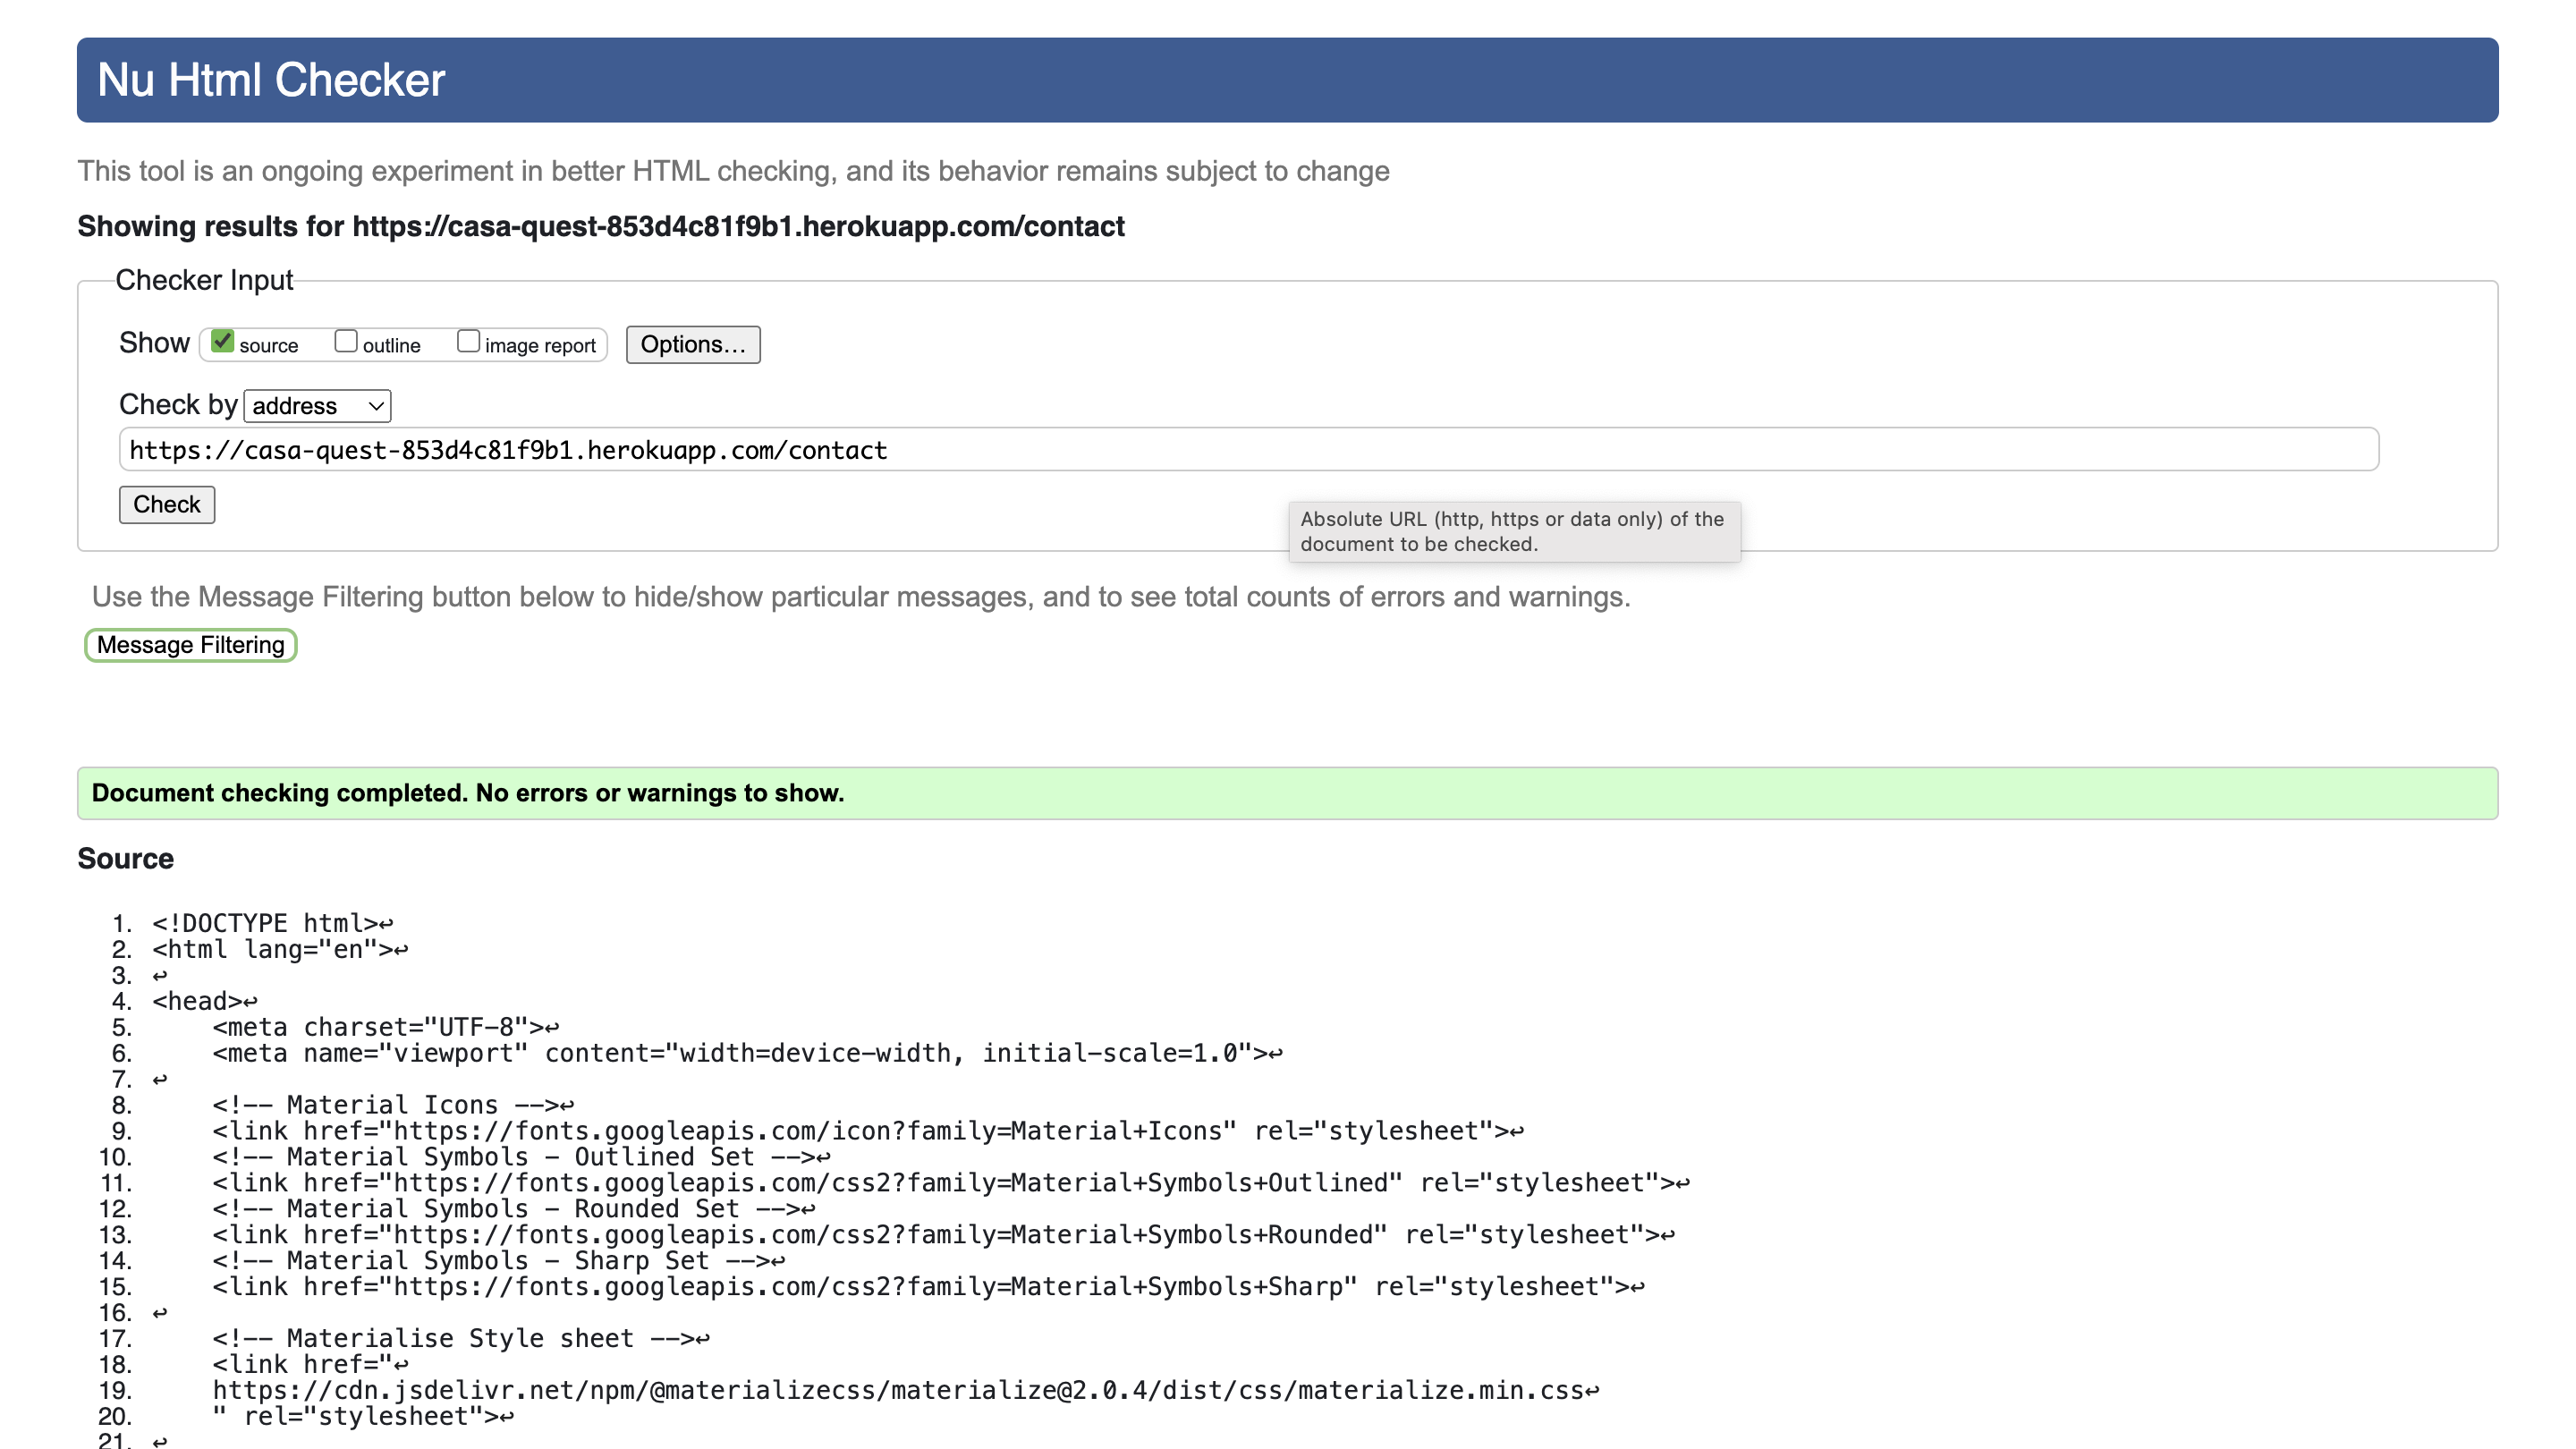 Nu Html Checker
This tool is an ongoing experiment in better HTML checking, and its behavior remains subject to change
Showing results for https://casa-quest-853d4c81f9b1.herokuapp.com/contact
Checker Input
Show source outline image report Options...
Check by address
https://casa-quest-853d4c81f9b1.herokuapp.com/contact
Check
Absolute URL (http, https or data only) of the
document to be checked.
Use the Message Filtering button below to hide/show particular messages, and to see total counts of errors and warnings.
Message Filtering
Document checking completed. No errors or warnings to show.
Source
1. <!DOCTYPE html>↩
2. <html lang="en">↩
3. ↩
4. <head>↩
5.     <meta charset="UTF-8">↩
6.     <meta name="viewport" content="width=device-width, initial-scale=1.0">↩
7. ↩
8.     <!-- Material Icons -->↩
9.     <link href="https://fonts.googleapis.com/icon?family=Material+Icons" rel="stylesheet">↩
10.     <!-- Material Symbols - Outlined Set -->↩
11.     <link href="https://fonts.googleapis.com/css2?family=Material+Symbols+Outlined" rel="stylesheet">↩
12.     <!-- Material Symbols - Rounded Set -->↩
13.     <link href="https://fonts.googleapis.com/css2?family=Material+Symbols+Rounded" rel="stylesheet">↩
14.     <!-- Material Symbols - Sharp Set -->↩
15.     <link href="https://fonts.googleapis.com/css2?family=Material+Symbols+Sharp" rel="stylesheet">↩
16. ↩
17.     <!-- Materialise Style sheet -->↩
18.     <link href="↩
19.     https://cdn.jsdelivr.net/npm/@materializecss/materialize@2.0.4/dist/css/materialize.min.css↩
20.     " rel="stylesheet">↩
21. ↩